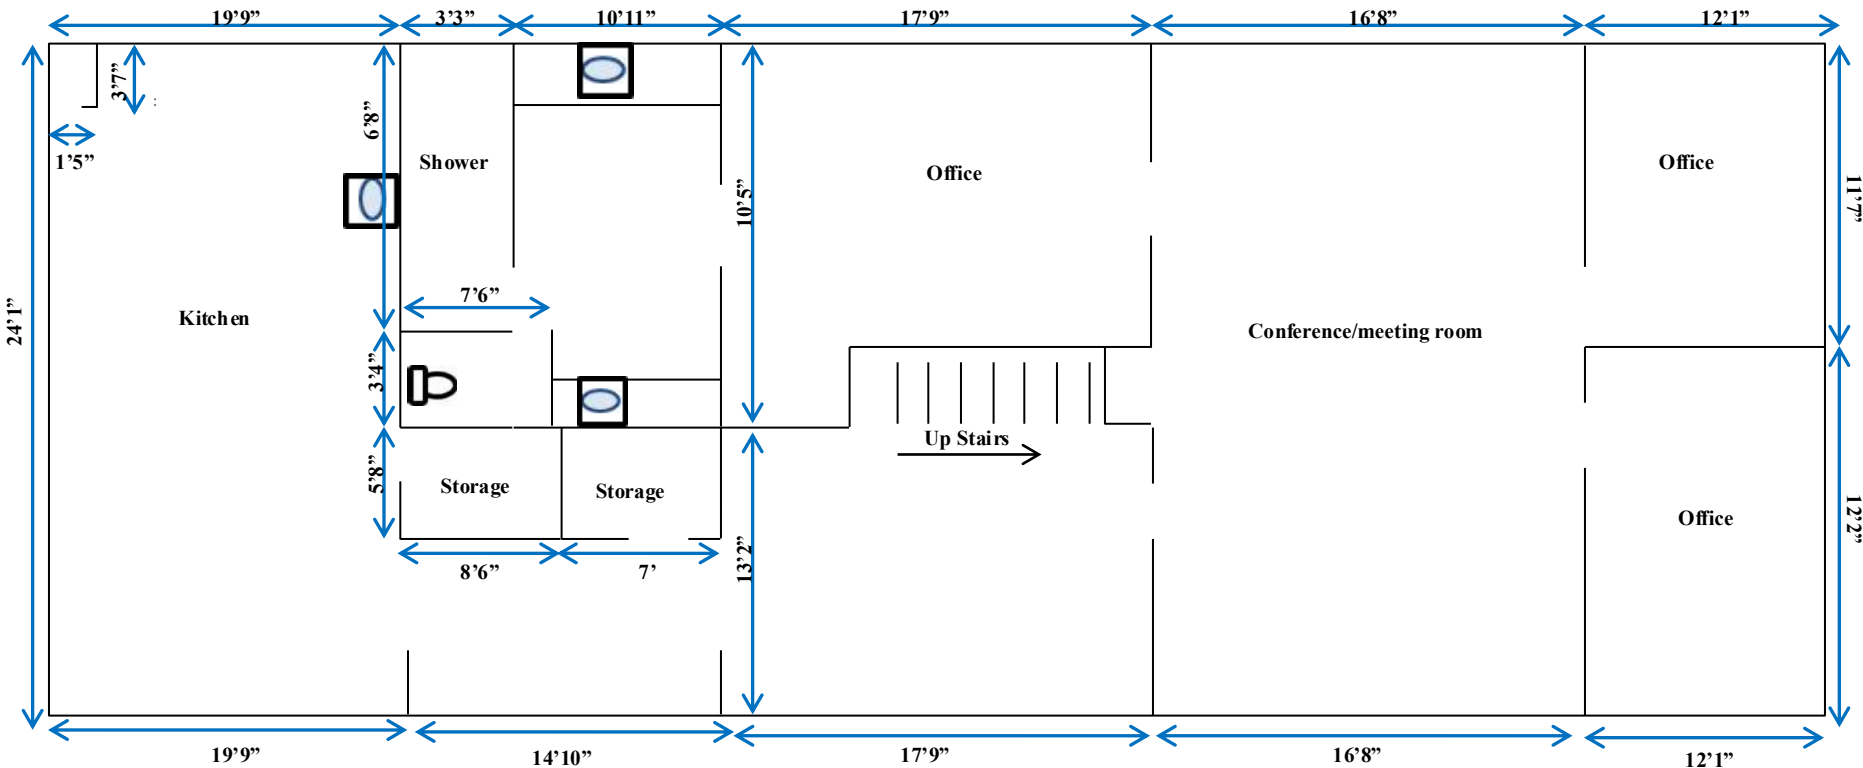 19’9”
3’3”
10’11”
17’9”
16’8”
12’1”
3’7”
1’5”
6’8”
Shower
Office
Office
10’5”
11’7”
24’1”
Kitchen
7’6”
Conference/meeting room
3’4”
Up Stairs
5’8”
Storage
Storage
Office
12’2”
13’2”
8’6”
7’
19’9”
14’10”
17’9”
16’8”
12’1”